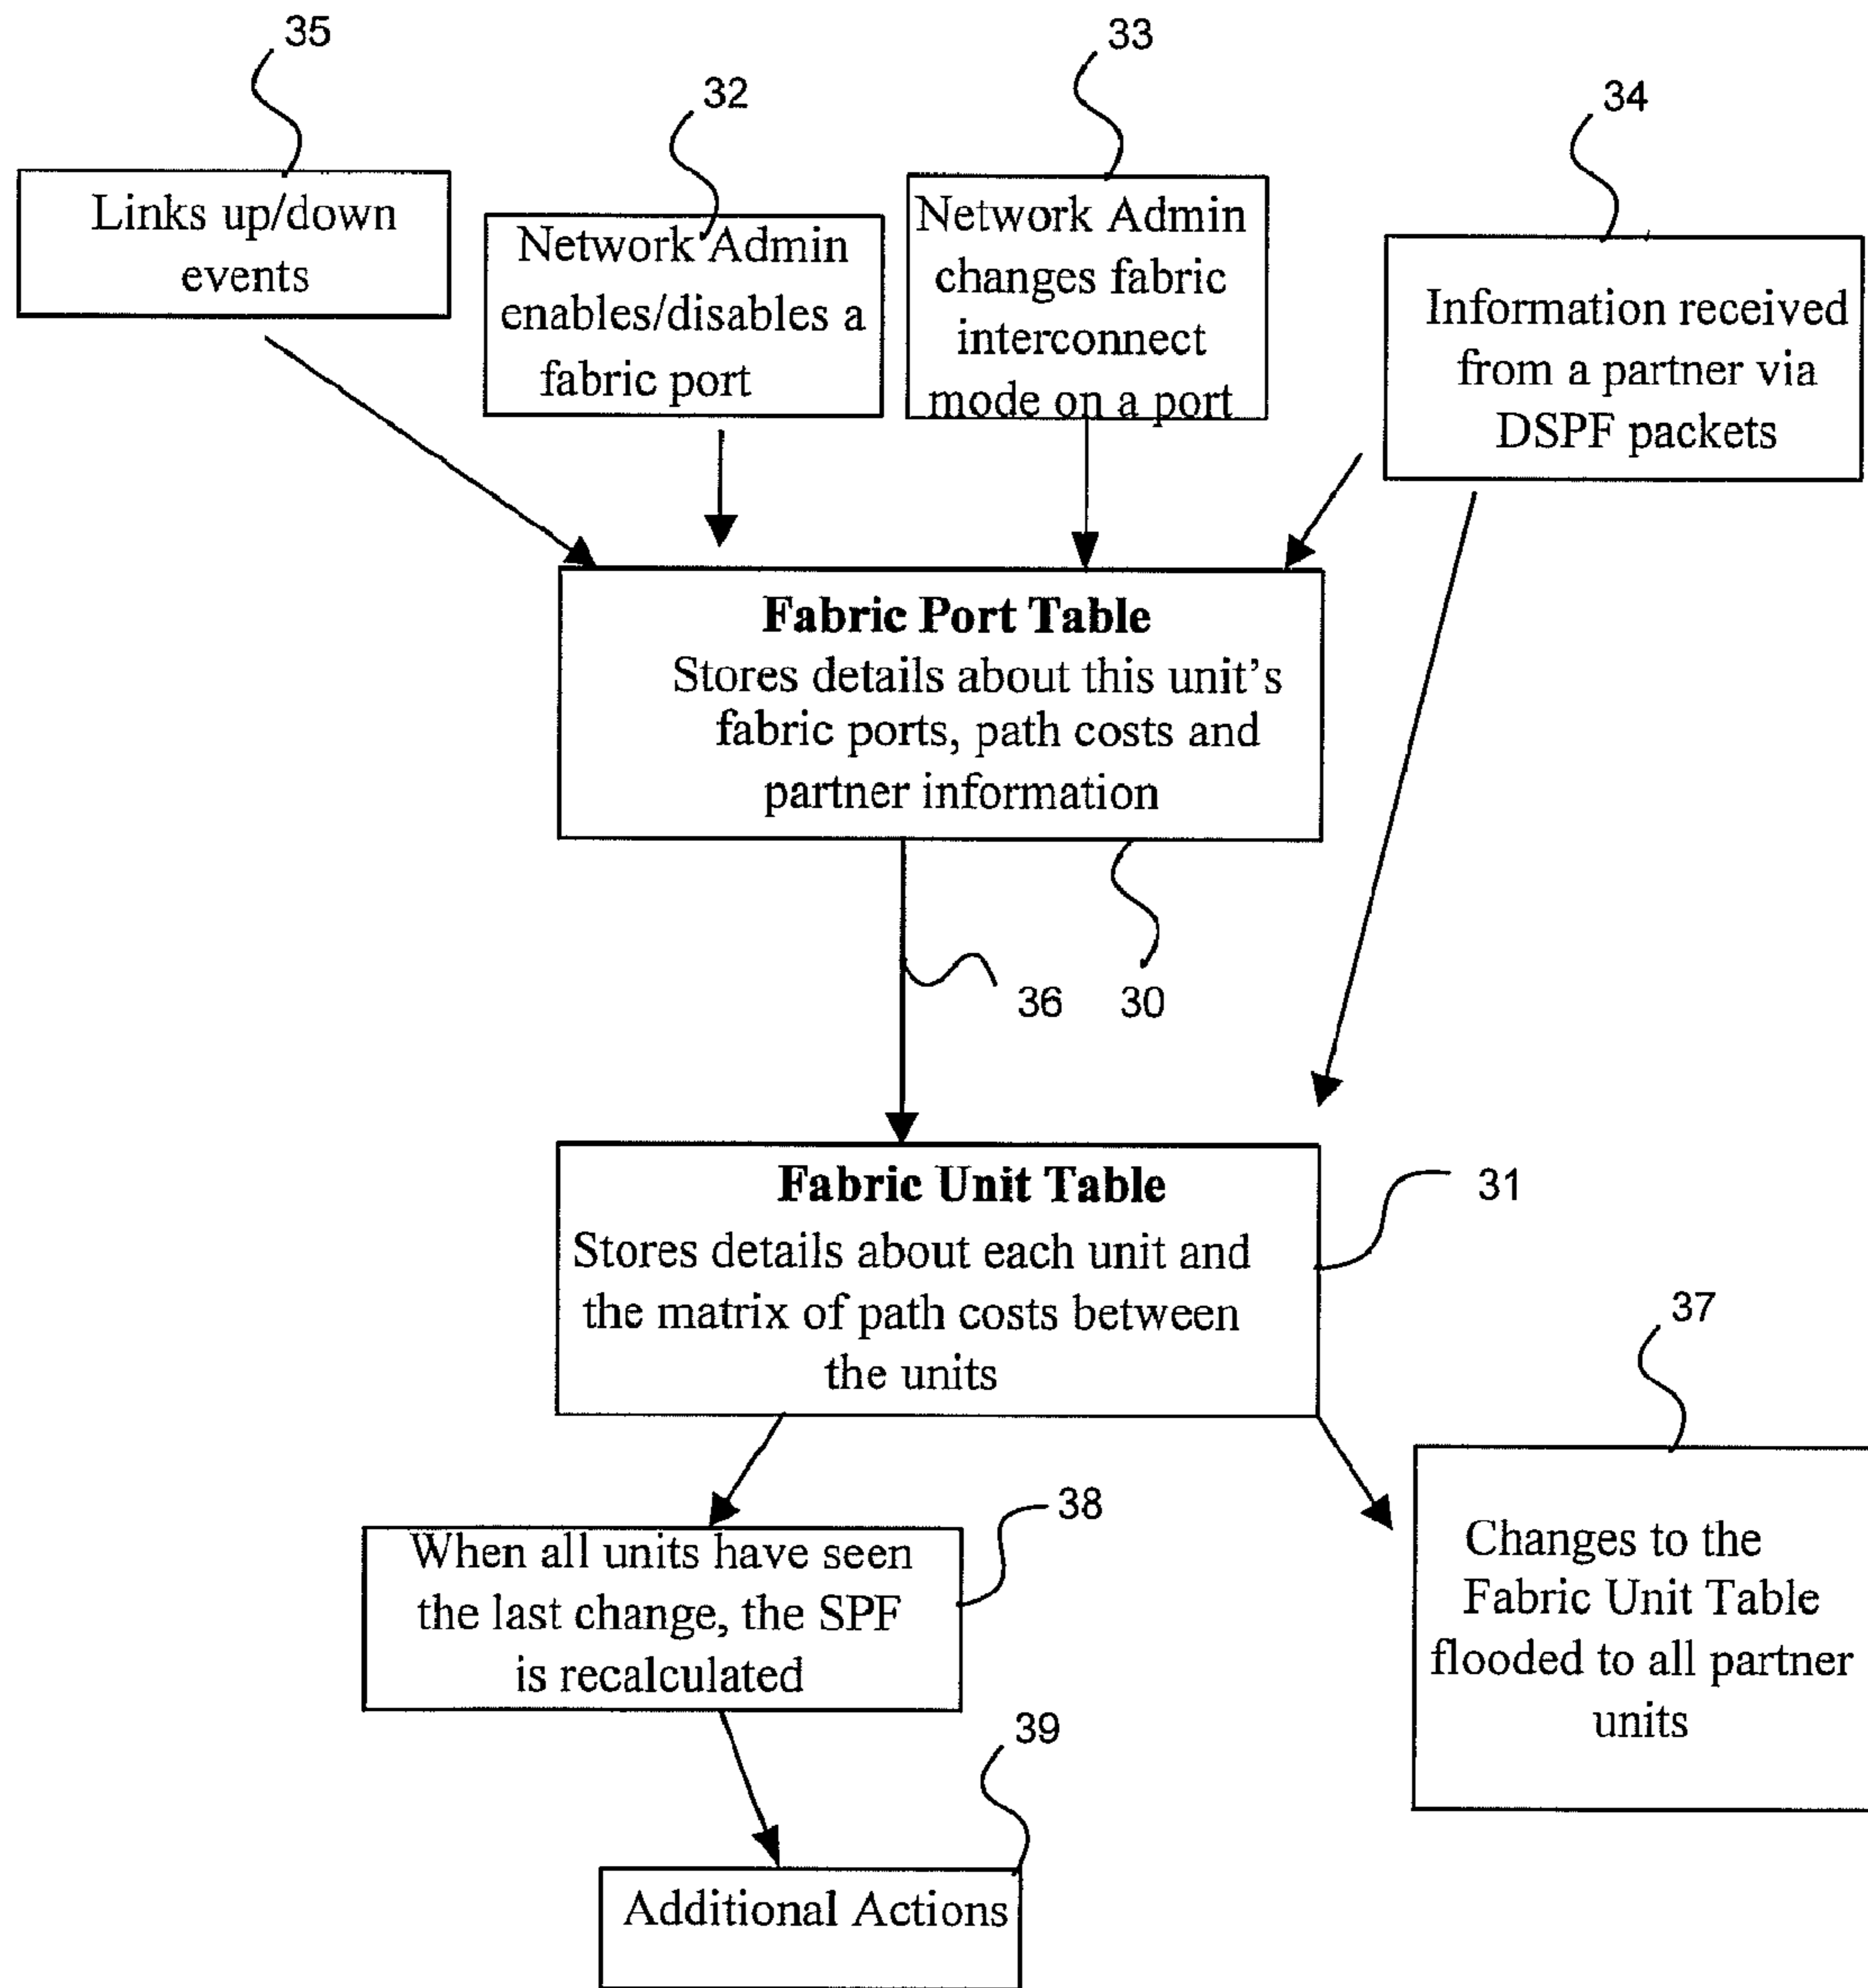 35
33
32
34
Links up/down
events
Network Admin
enables/disables a
fabric port
Network Admin
changes fabric
interconnect
mode on a port
Information received
from a partner via
DSPF packets
Fabric Port Table
Stores details about this unit's
fabric ports, path costs and
partner information
36
30
Fabric Unit Table
Stores details about each unit and
the matrix of path costs between
the units
31
37
38
When all units have seen
the last change, the SPF
is recalculated
Changes to the
Fabric Unit Table
flooded to all partner
units
39
Additional Actions